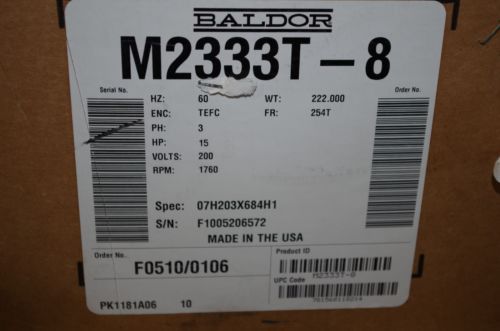 BALDOR
M2333T-8
Serial No.
HZ: 60 WT: 222.000
Order No.
ENC: TEFC FR: 254T
PH: 3
HP: 15
VOLTS: 200
RPM: 1760
Spec: 07H203X684H1
S/N: F1005206572
MADE IN THE USA
Order No.
F0510/0106
Product ID
M2333T-8
UPC Code
PK1181A06 10